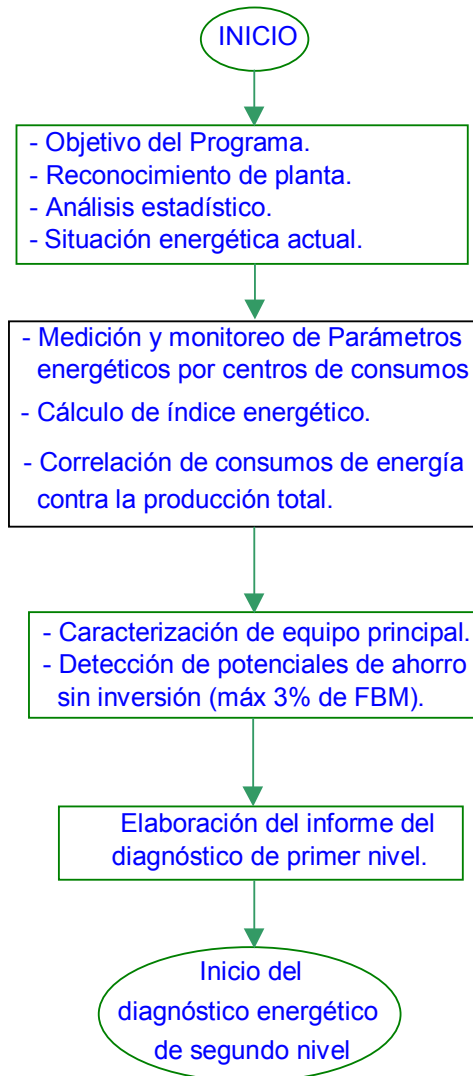 INICIO
- Objetivo del Programa.
- Reconocimiento de planta.
- Análisis estadístico.
- Situación energética actual.
- Medición y monitoreo de Parámetros
energéticos por centros de consumos
- Cálculo de índice energético.
- Correlación de consumos de energía
contra la producción total.
- Caracterización de equipo principal.
- Detección de potenciales de ahorro
sin inversión (máx 3% de FBM).
Elaboración del informe del
diagnóstico de primer nivel.
Inicio del
diagnóstico energético
de segundo nivel